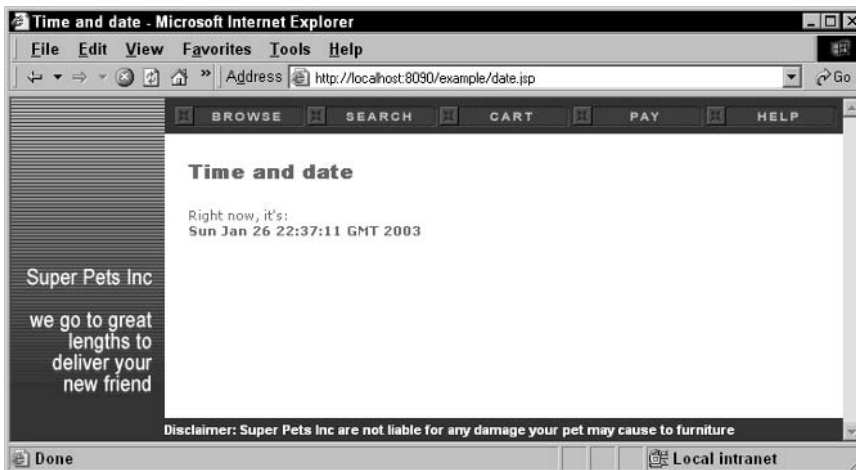 Time and date - Microsoft Internet Explorer
File Edit View Favorites Tools Help
» Address http://localhost:8090/example/date.jsp Go
BROWSE SEARCH CART PAY HELP
Time and date
Right now, it's:
Sun Jan 26 22:37:11 GMT 2003
Super Pets Inc
we go to great
lengths to
deliver your
new friend
Disclaimer: Super Pets Inc are not liable for any damage your pet may cause to furniture
Done Local intranet